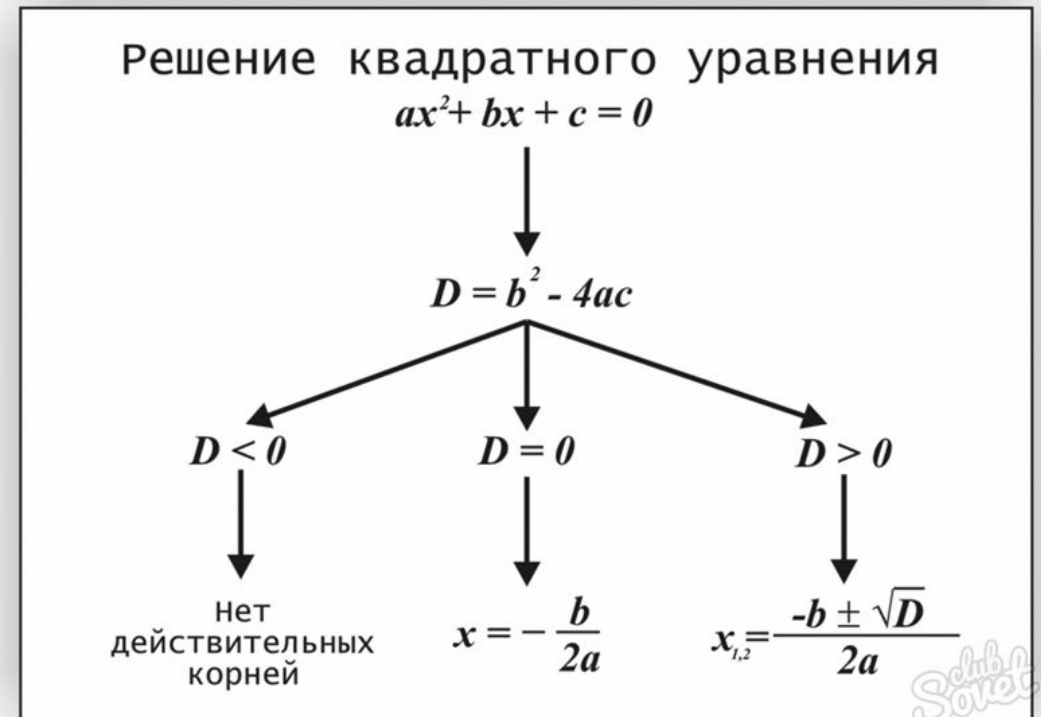 Решение квадратного уравнения
ax²+ bx + c = 0
D = b² - 4ac
D < 0
D = 0
D > 0
Нет
действительных
корней
x = − b/2a
x₁,₂= -b ± √D/2a
club
Sovet